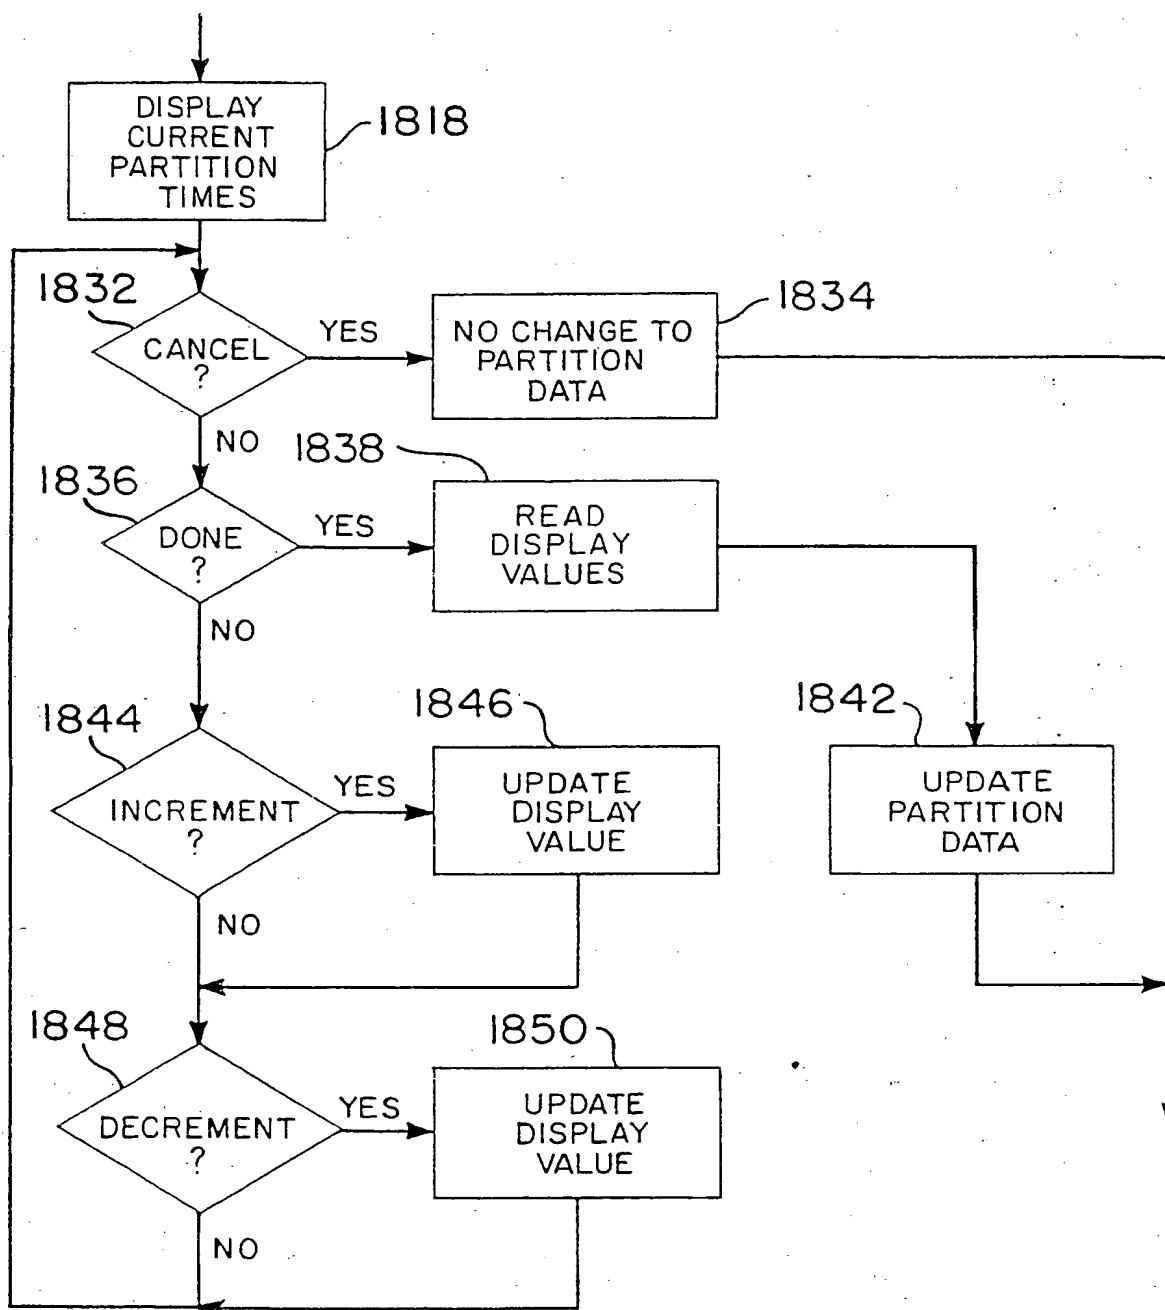 DISPLAY
CURRENT
PARTITION
TIMES
1818
1832
CANCEL
?
YES
NO CHANGE TO
PARTITION
DATA
1834
NO
1836
DONE
?
YES
1838
READ
DISPLAY
VALUES
NO
1844
INCREMENT
?
YES
1846
UPDATE
DISPLAY
VALUE
1842
UPDATE
PARTITION
DATA
NO
1848
DECREMENT
?
YES
1850
UPDATE
DISPLAY
VALUE
NO